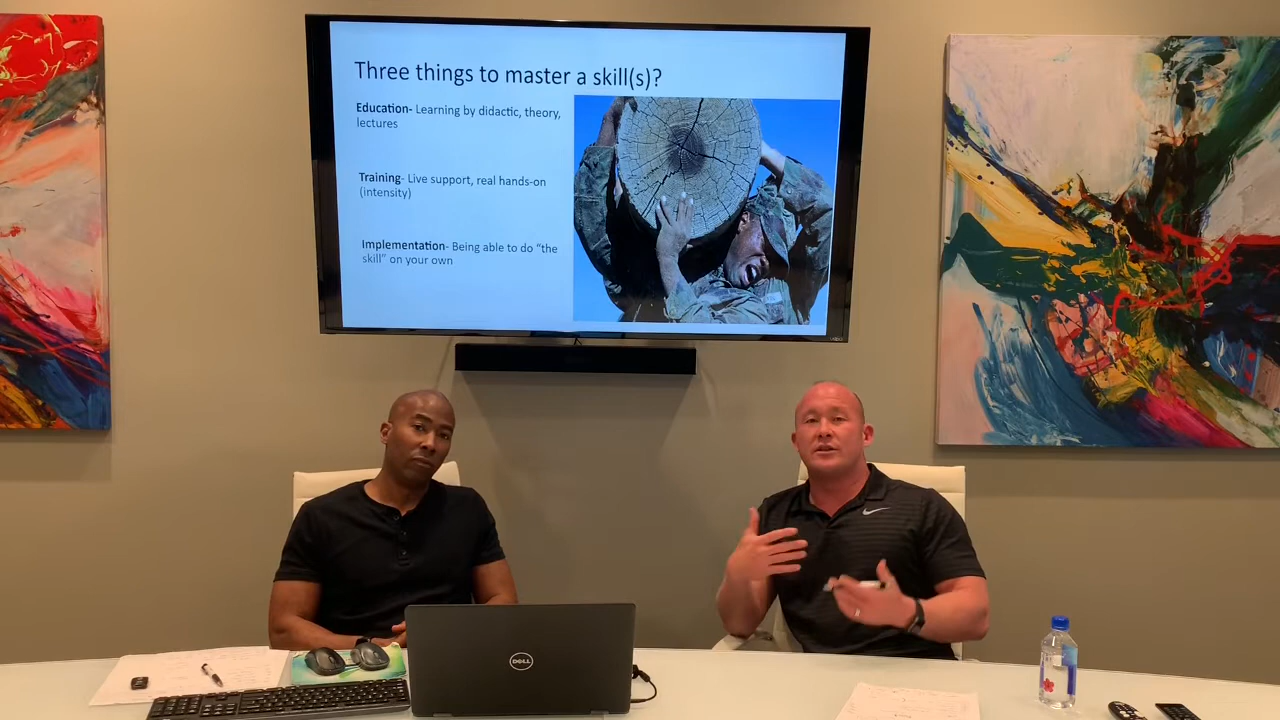 Three things to master a skill(s)?
Education- Learning by didactic, theory,
lectures
Training- Live support, real hands-on
(intensity)
Implementation- Being able to do “the
skill” on your own
DELL